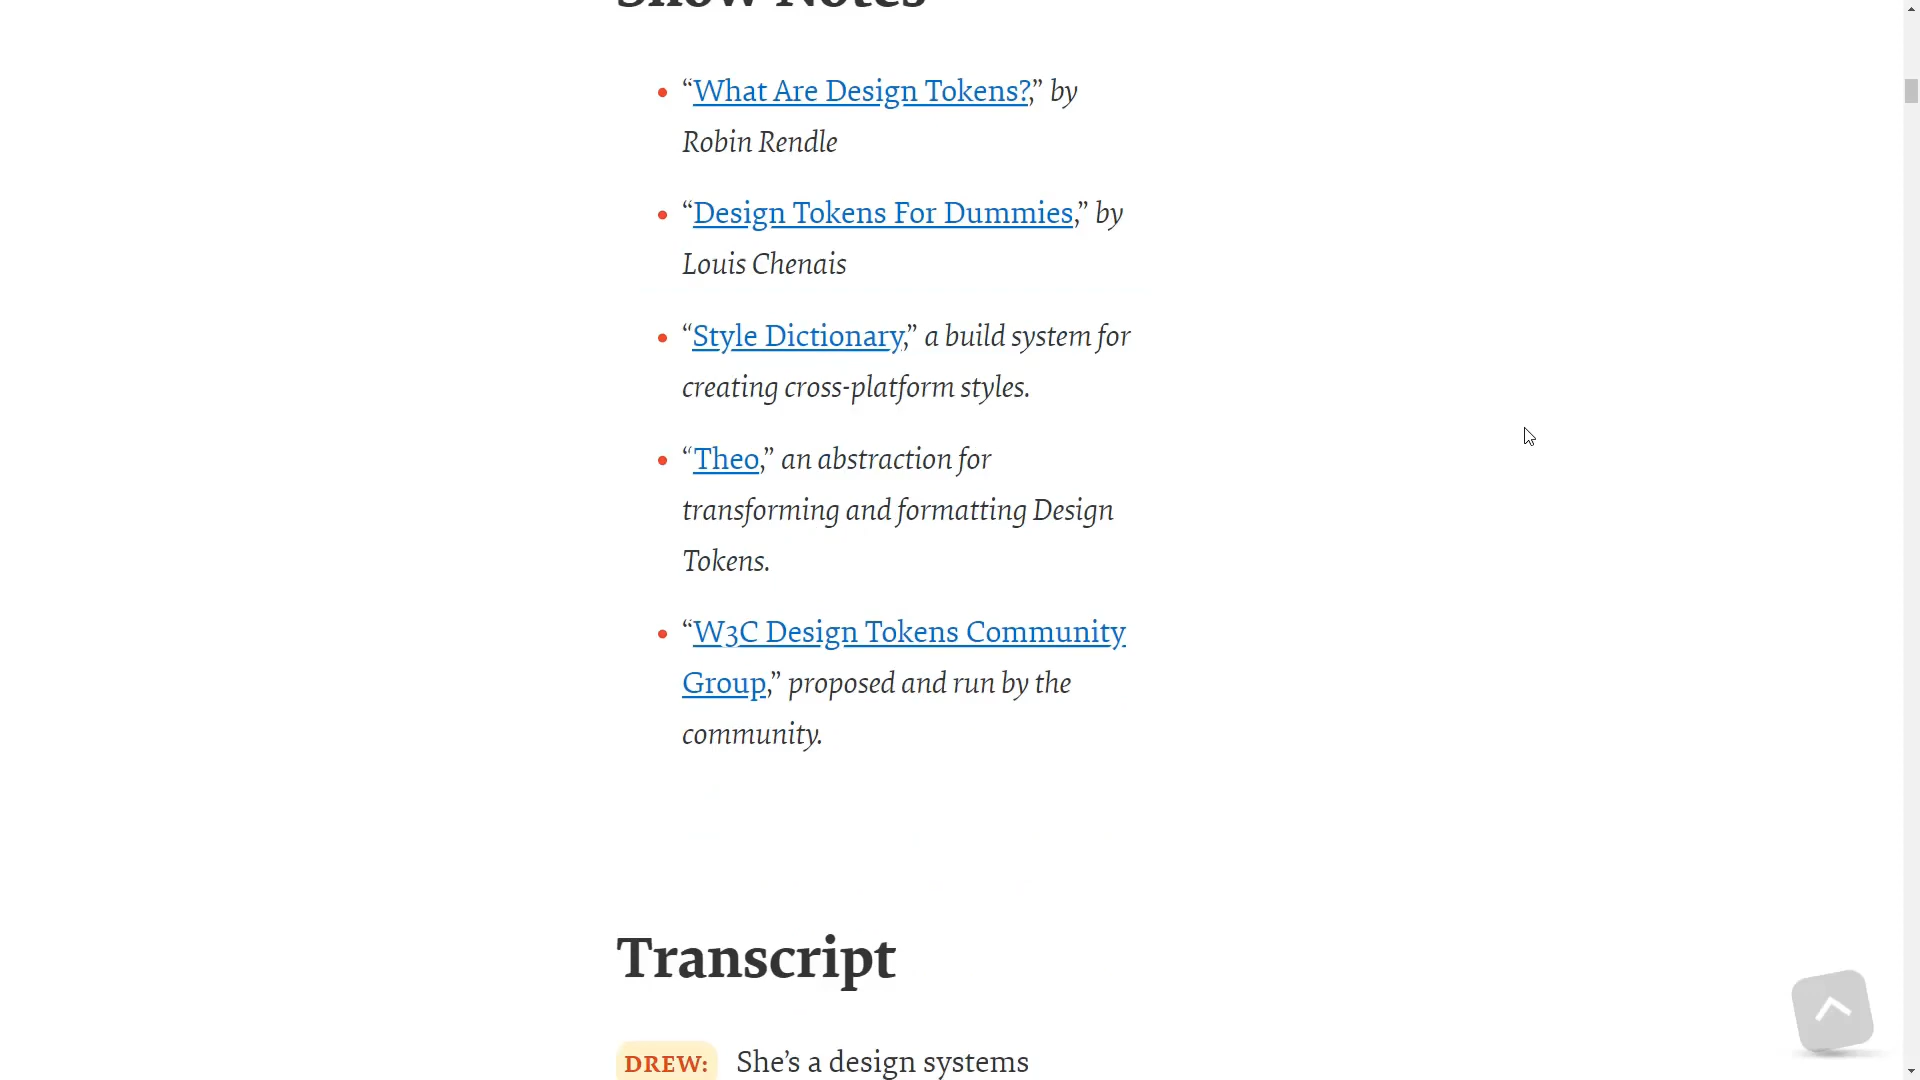 Show Notes
“What Are Design Tokens?,” by
Robin Rendle
“Design Tokens For Dummies,” by
Louis Chenais
“Style Dictionary,” a build system for
creating cross-platform styles.
“Theo,” an abstraction for
transforming and formatting Design
Tokens.
“W3C Design Tokens Community
Group,” proposed and run by the
community.
Transcript
DREW: She’s a design systems